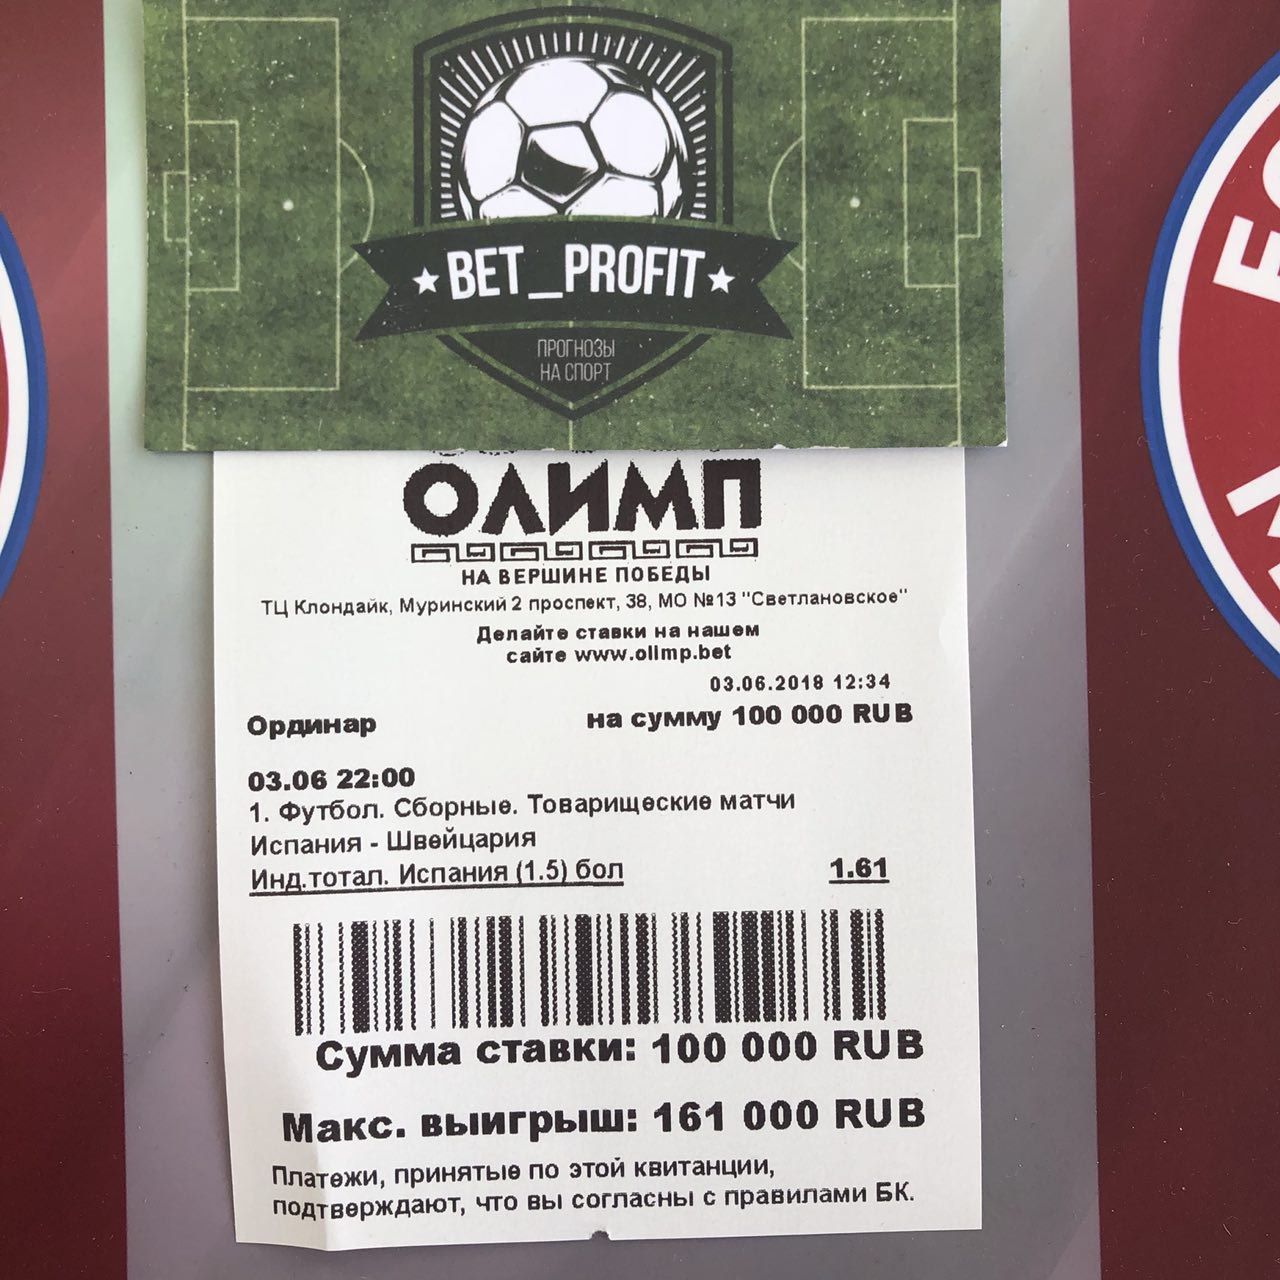 ★ BET_PROFIT ★
ПРОГНОЗЫ
НА СПОРТ
ОЛИМП
НА ВЕРШИНЕ ПОБЕДЫ
ТЦ Клондайк, Муринский 2 проспект, 38, МО №13 "Светлановское"
Делайте ставки на нашем
сайте www.olimp.bet
03.06.2018 12:34
Ординар на сумму 100 000 RUB
03.06 22:00
1. Футбол. Сборные. Товарищеские матчи
Испания - Швейцария
Инд.тотал. Испания (1.5) бол 1.61
Сумма ставки: 100 000 RUB
Макс. выигрыш: 161 000 RUB
Платежи, принятые по этой квитанции,
подтверждают, что вы согласны с правилами БК.